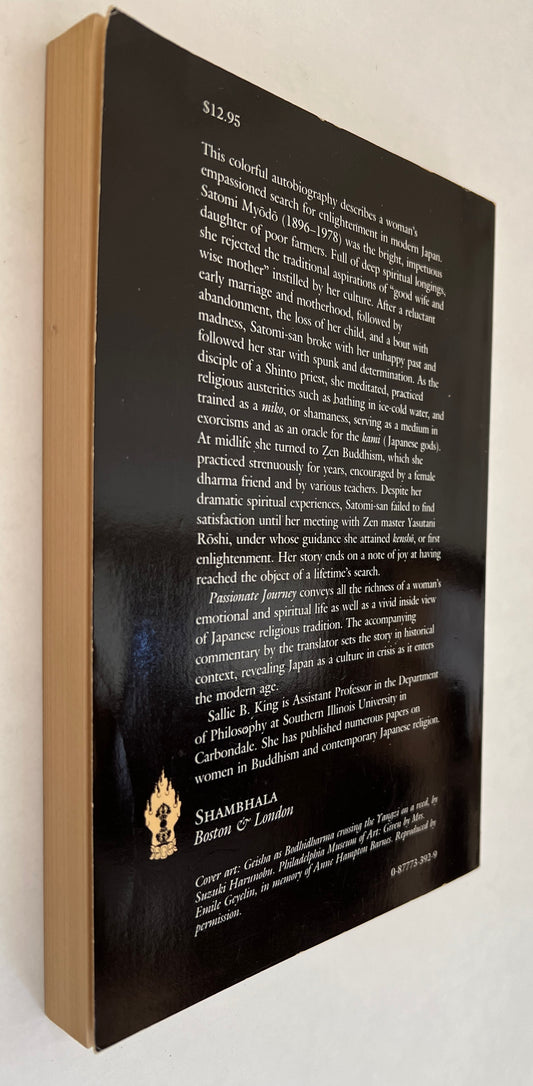 $12.95
This colorful autobiography describes a woman's
empassioned search for enlightenment in modern Japan.
Satomi Myōdō (1896–1978) was the bright, impetuous
daughter of poor farmers. Full of deep spiritual longings,
she rejected the traditional aspirations of "good wife and
wise mother" instilled by her culture. After a reluctant
early marriage and motherhood, followed by
abandonment, the loss of her child, and a bout with
madness, Satomi-san broke with her unhappy past and
followed her star with spunk and determination. As the
disciple of a Shinto priest, she meditated, practiced
religious austerities such as bathing in ice-cold water, and
trained as a miko, or shamaness, serving as a medium in
exorcisms and as an oracle for the kami (Japanese gods).
At midlife she turned to Zen Buddhism, which she
practiced strenuously for years, encouraged by a female
dharma friend and by various teachers. Despite her
dramatic spiritual experiences, Satomi-san failed to find
satisfaction until her meeting with Zen master Yasutani
Rōshi, under whose guidance she attained kenshō, or first
enlightenment. Her story ends on a note of joy at having
reached the object of a lifetime's search.
Passionate Journey conveys all the richness of a woman's
emotional and spiritual life as well as a vivid inside view
of Japanese religious tradition. The accompanying
commentary by the translator sets the story in historical
context, revealing Japan as a culture in crisis as it enters
the modern age.
Sallie B. King is Assistant Professor in the Department
of Philosophy at Southern Illinois University in
Carbondale. She has published numerous papers on
women in Buddhism and contemporary Japanese religion.
SHAMBHALA
Boston & London
Cover art: Geisha as Bodhidharma crossing the Yangzi on a reed, by
Suzuki Harunobu. Philadelphia Museum of Art: Given by Mrs.
Emile Geyelin, in memory of Anne Hampton Barnes. Reproduced by
permission.
0-87773-392-9